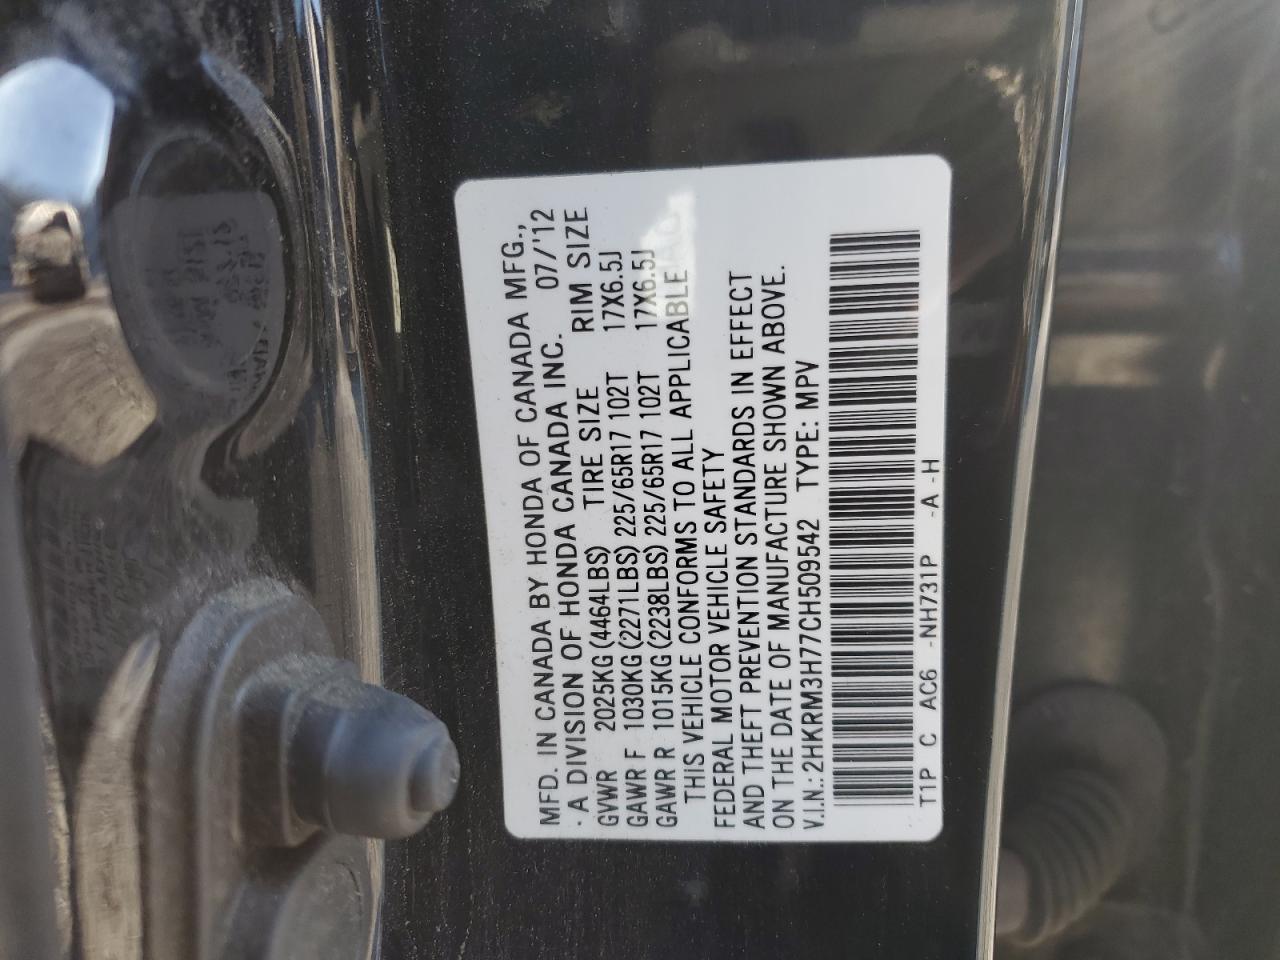 MFD. IN CANADA BY HONDA OF CANADA MFG.,
· A DIVISION OF HONDA CANADA INC. 07/'12
GVWR 2025KG (4464LBS) TIRE SIZE RIM SIZE
GAWR F 1030KG (2271LBS) 225/65R17 102T 17X6.5J
GAWR R 1015KG (2238LBS) 225/65R17 102T 17X6.5J
THIS VEHICLE CONFORMS TO ALL APPLICABLE
FEDERAL MOTOR VEHICLE SAFETY
AND THEFT PREVENTION STANDARDS IN EFFECT
ON THE DATE OF MANUFACTURE SHOWN ABOVE.
V.I.N.: 2HKRM3H77CH509542 TYPE: MPV
T1P C AC6 -NH731P -A -H